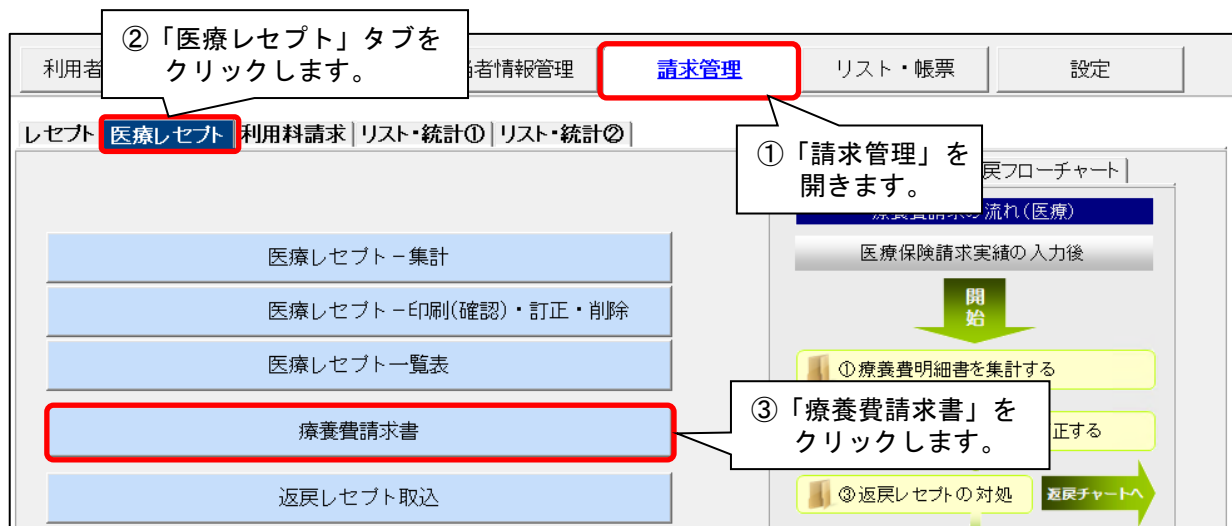 ②「医療レセプト」タブを
クリックします。
利用者
者情報管理
請求管理
リスト・帳票
設定
レセプト
医療レセプト
利用料請求
リスト・統計①
リスト・統計②
①「請求管理」を
開きます。
戻フローチャート
流れ(医療)
医療レセプト－集計
医療保険請求実績の入力後
医療レセプト－印刷(確認)・訂正・削除
開
始
医療レセプト一覧表
①療養費明細書を集計する
③「療養費請求書」を
クリックします。
療養費請求書
正する
返戻レセプト取込
③返戻レセプトの対処
返戻チャートへ